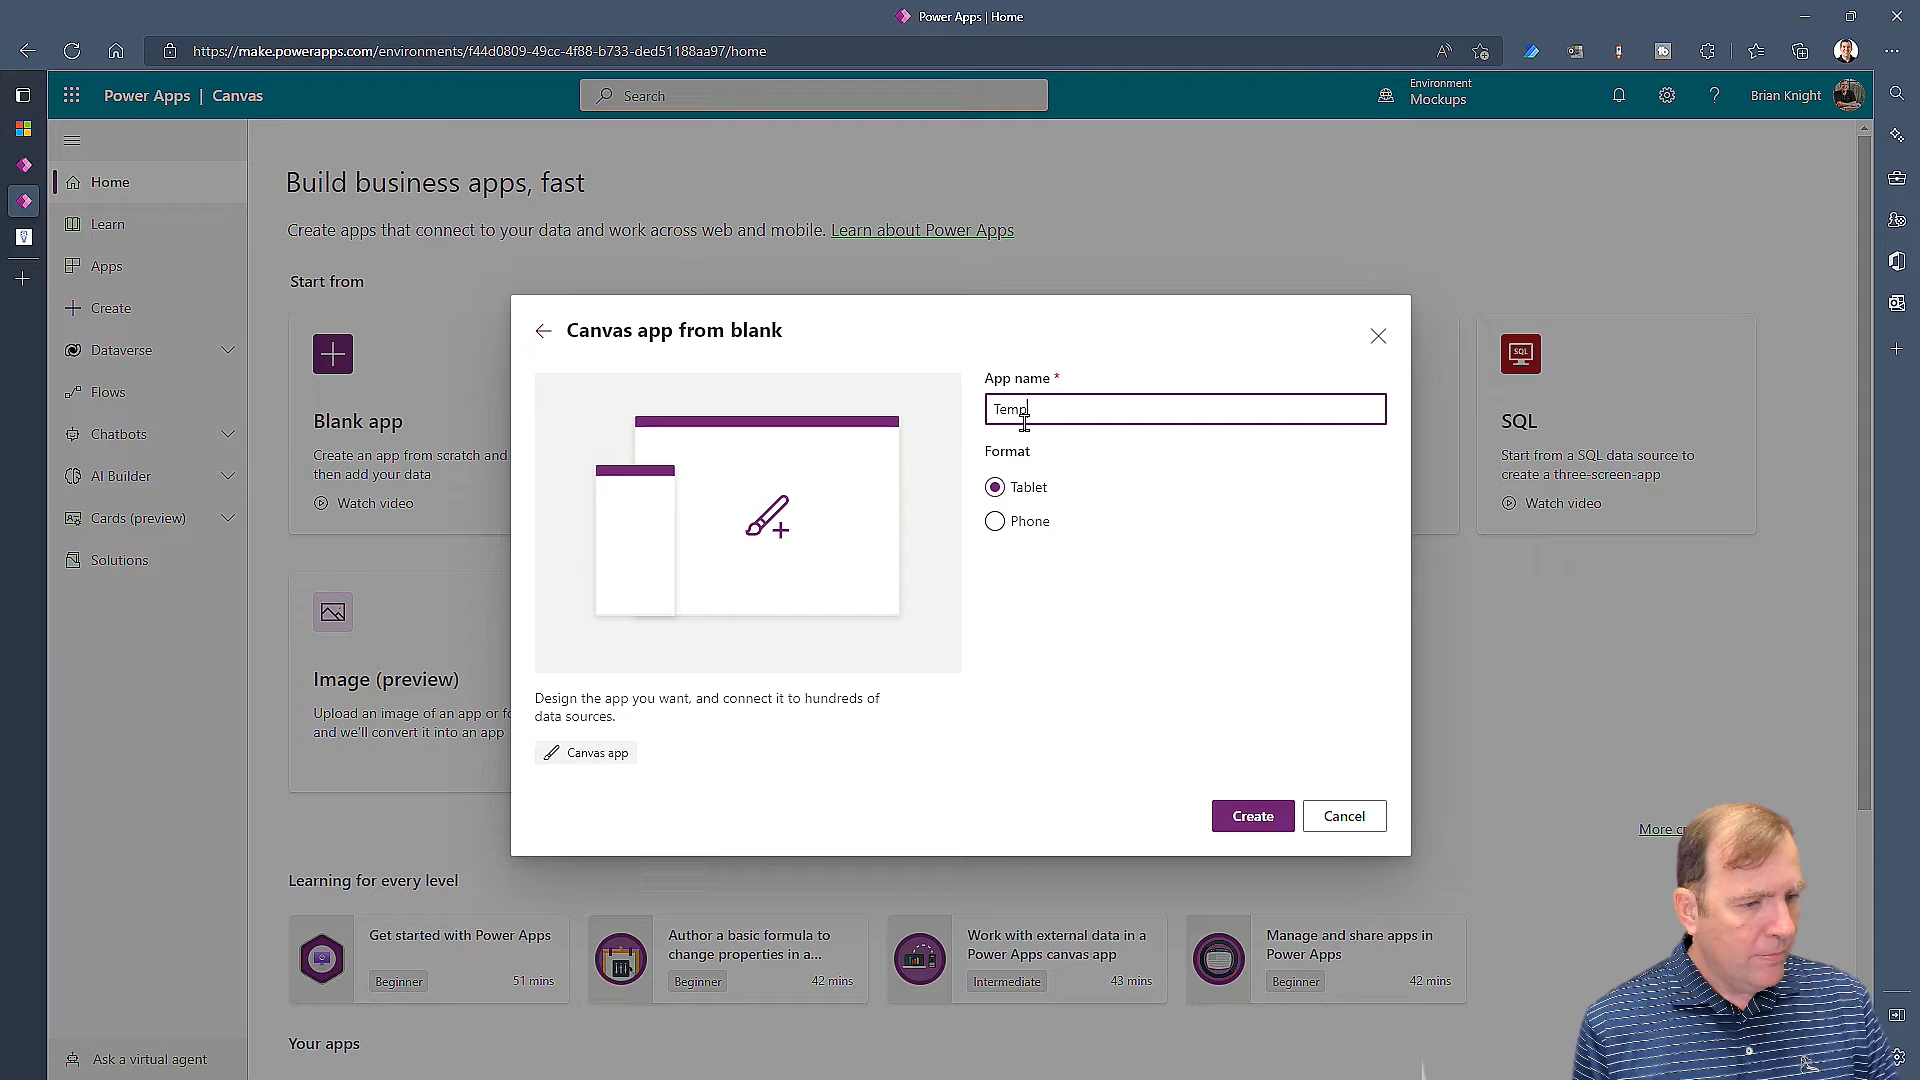 Power Apps | Home
https://make.powerapps.com/environments/f44d0809-49cc-4f88-b733-ded51188aa97/home
Power Apps | Canvas
Search
Environment
Mockups
Brian Knight
Home
Learn
Apps
Create
Dataverse
Flows
Chatbots
AI Builder
Cards (preview)
Solutions
Ask a virtual agent
Build business apps, fast
Create apps that connect to your data and work across web and mobile. Learn about Power Apps
Start from
Blank app
Create an app from scratch and
then add your data
Watch video
SQL
SQL
Start from a SQL data source to
create a three-screen-app
Watch video
Image (preview)
Upload an image of an app or fo
and we'll convert it into an app
Canvas app from blank
App name *
Temp
Format
Tablet
Phone
Design the app you want, and connect it to hundreds of
data sources.
Canvas app
Create
Cancel
More cr
Learning for every level
Get started with Power Apps
Beginner
51 mins
Author a basic formula to
change properties in a...
Beginner
42 mins
Work with external data in a
Power Apps canvas app
Intermediate
43 mins
Manage and share apps in
Power Apps
Beginner
42 mins
Your apps